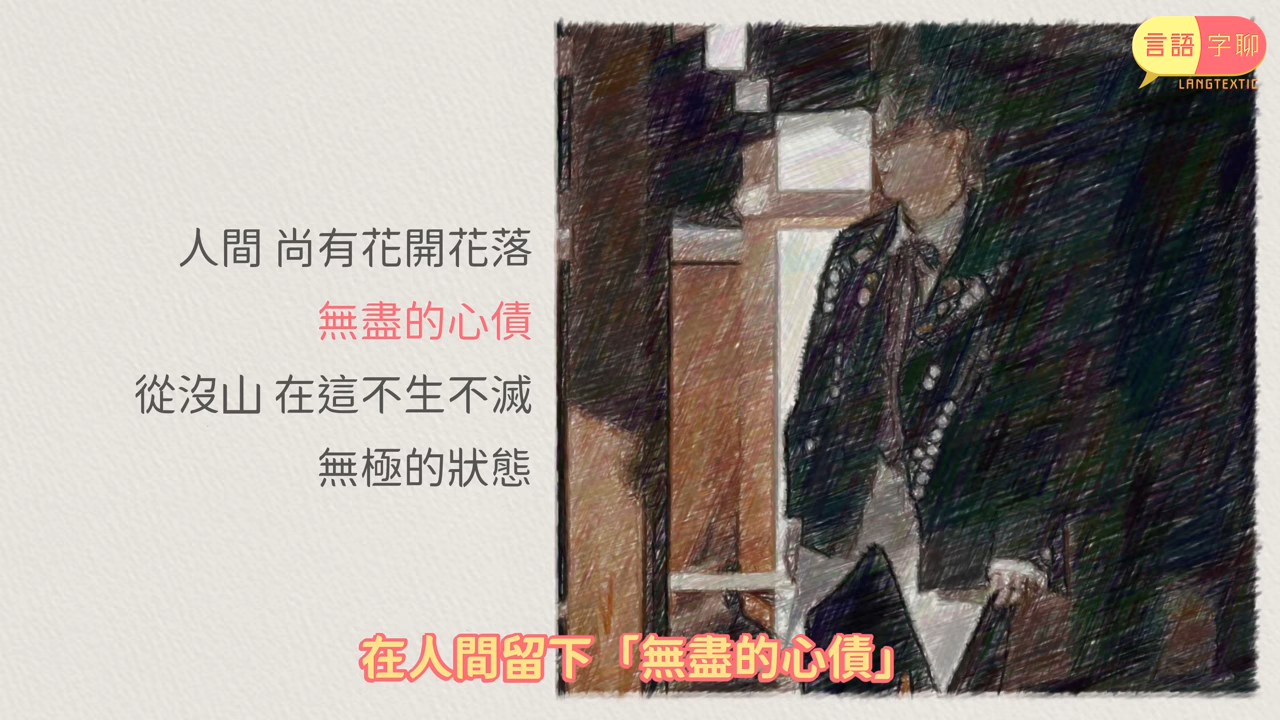 言語字聊
LANGTEXTIC
人間 尚有花開花落
無盡的心債
從沒山 在這不生不滅
無極的狀態
在人間留下「無盡的心債」